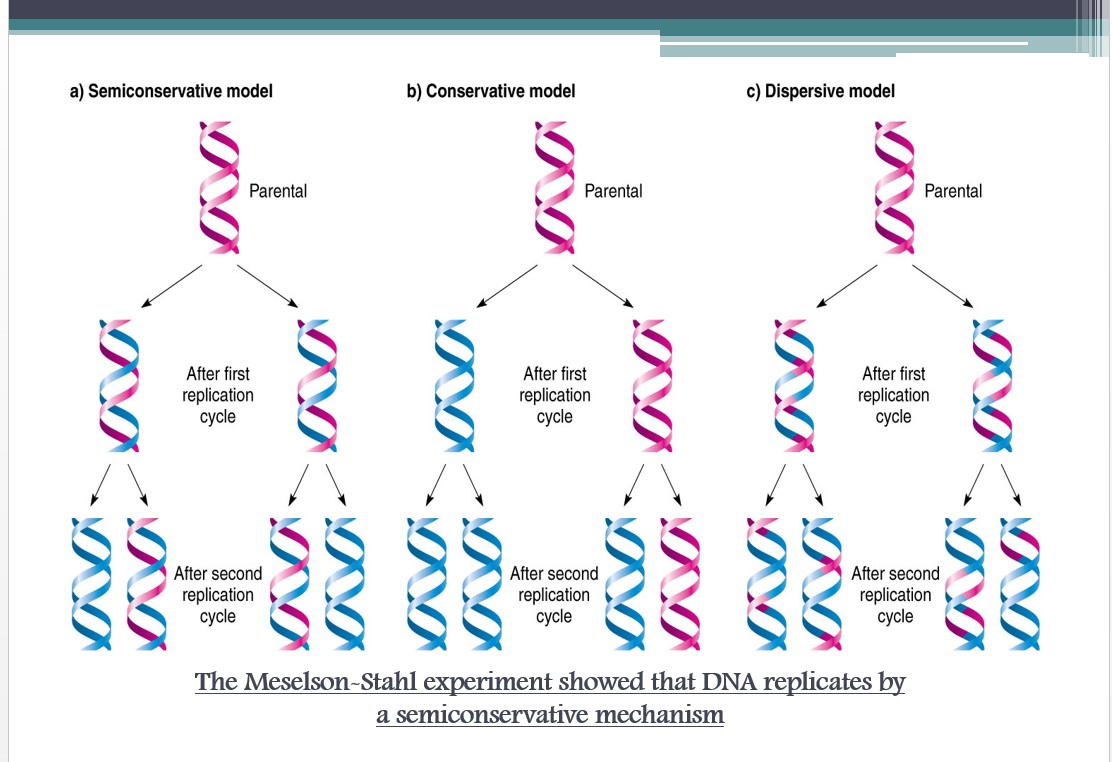 a) Semiconservative model
b) Conservative model
c) Dispersive model
Parental
Parental
Parental
After first
replication
cycle
After first
replication
cycle
After first
replication
cycle
After second
replication
cycle
After second
replication
cycle
After second
replication
cycle
The Meselson-Stahl experiment showed that DNA replicates by
a semiconservative mechanism